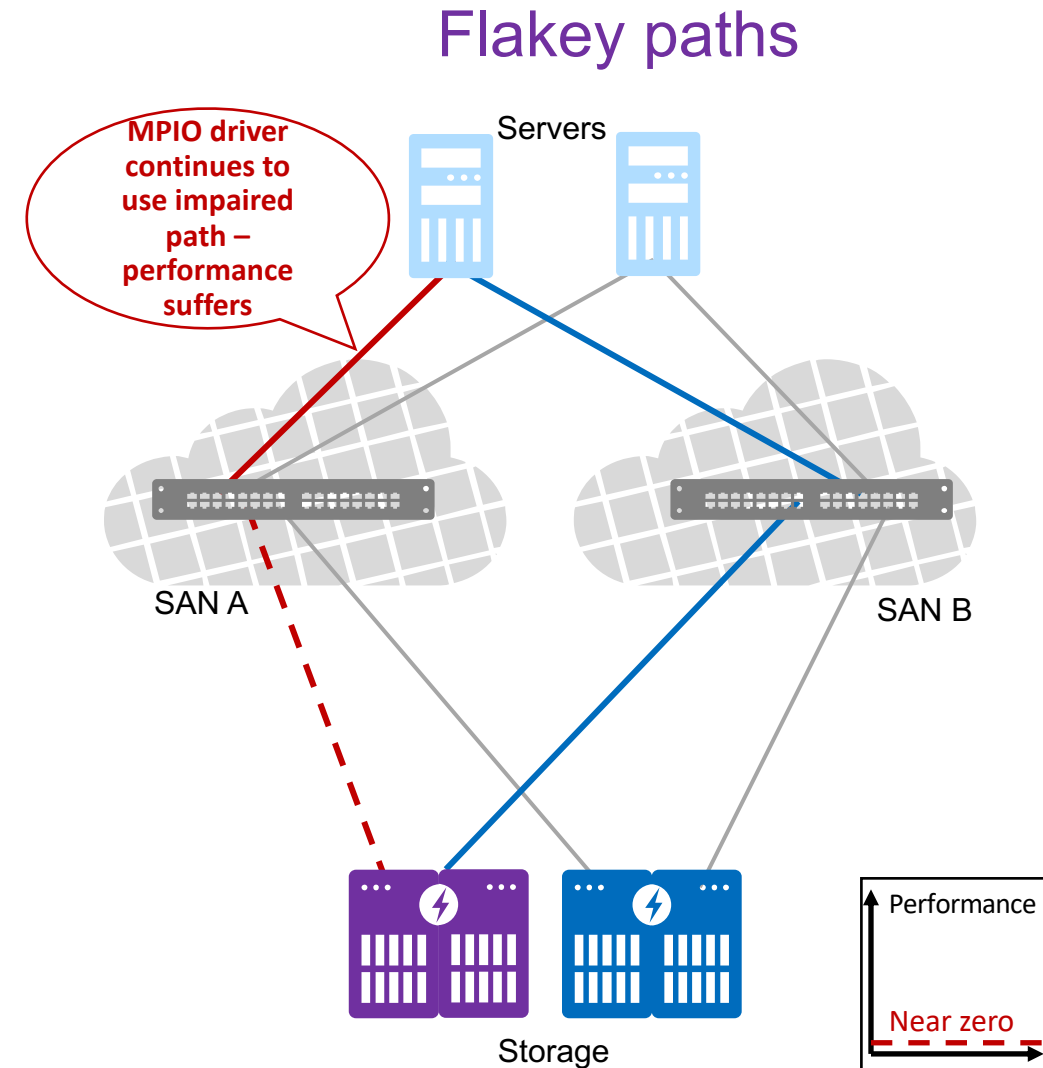 Flakey paths
Servers
MPIO driver
continues to
use impaired
path –
performance
suffers
SAN A
SAN B
Storage
Performance
Near zero